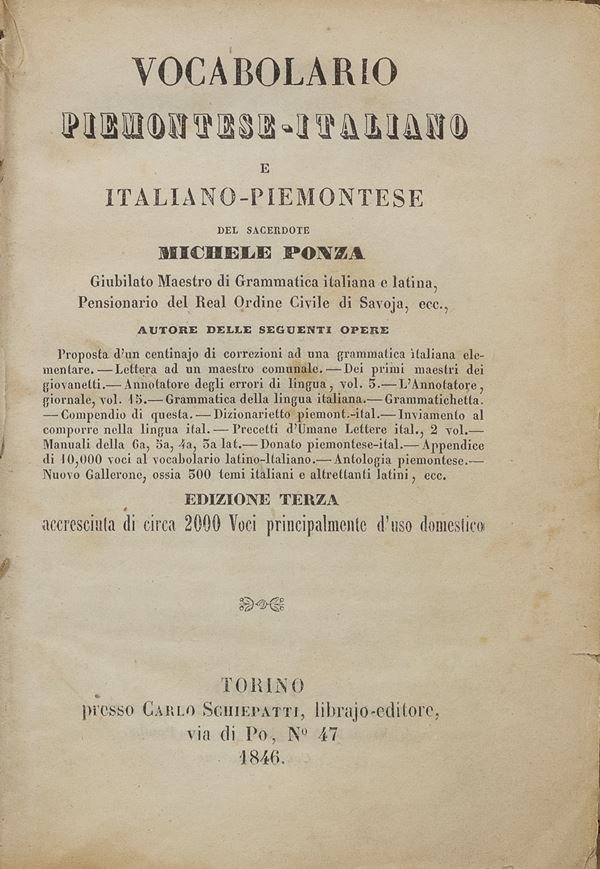 VOCABOLARIO
PIEMONTESE-ITALIANO
E
ITALIANO-PIEMONTESE
DEL SACERDOTE
MICHELE PONZA
Giubilato Maestro di Grammatica italiana e latina,
Pensionario del Real Ordine Civile di Savoja, ecc.,
AUTORE DELLE SEGUENTI OPERE
Proposta d'un centinajo di correzioni ad una grammatica italiana ele-
mentare.—Lettera ad un maestro comunale.—Dei primi maestri dei
giovanetti.—Annotatore degli errori di lingua, vol. 3.—L'Annotatore,
giornale, vol. 15.—Grammatica della lingua italiana.—Grammatichetta.
—Compendio di questa.—Dizionarietto piemont.-ital.—Inviamento al
comporre nella lingua ital.—Precetti d'Umane Lettere ital., 2 vol.—
Manuali della 6a, 5a, 4a, 3a lat.—Donato piemontese-ital.—Appendice
di 10,000 voci al vocabolario latino-Italiano.—Antologia piemontese.—
Nuovo Gallerone, ossia 500 temi italiani e altrettanti latini, ecc.
EDIZIONE TERZA
accresciuta di circa 2000 Voci principalmente d'uso domestico
TORINO
presso CARLO SCHIEPATTI, librajo-editore,
via di Po, Nº 47
1846.